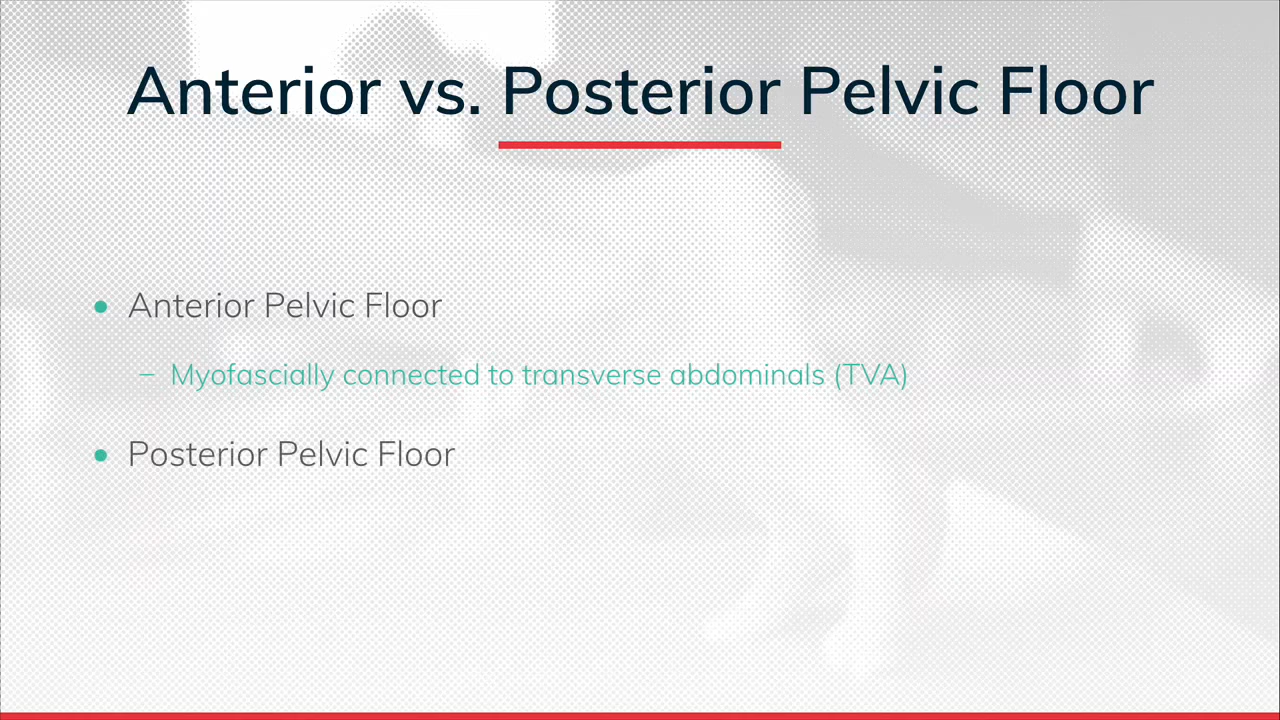 Anterior vs. Posterior Pelvic Floor
• Anterior Pelvic Floor
– Myofascially connected to transverse abdominals (TVA)
• Posterior Pelvic Floor